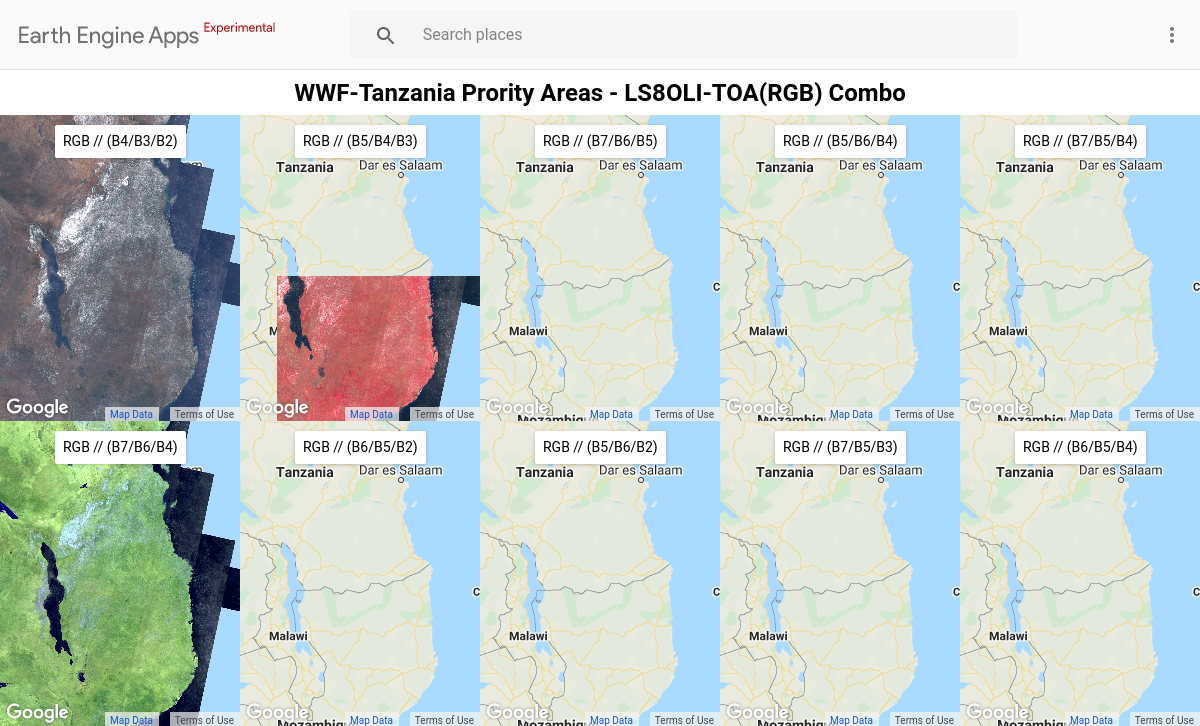 Earth Engine Apps Experimental
Search places
WWF-Tanzania Prority Areas - LS8OLI-TOA(RGB) Combo
RGB // (B4/B3/B2)
RGB // (B5/B4/B3)
RGB // (B7/B6/B5)
RGB // (B5/B6/B4)
RGB // (B7/B5/B4)
Tanzania Dar es Salaam
Tanzania Dar es Salaam
Tanzania Dar es Salaam
Tanzania Dar es Salaam
C
C
C
Malawi
Malawi
Malawi
Google
Google
Google
Google
Google
Mozambiqu
Map Data Terms of Use
Map Data Terms of Use
Map Data Terms of Use
Map Data Terms of Use
Map Data Terms of Use
RGB // (B7/B6/B4)
RGB // (B6/B5/B2)
RGB // (B5/B6/B2)
RGB // (B7/B5/B3)
RGB // (B6/B5/B4)
Tanzania Dar es Salaam
Tanzania Dar es Salaam
Tanzania Dar es Salaam
Tanzania Dar es Salaam
C
C
C
C
Malawi
Malawi
Malawi
Malawi
Google
Google
Google
Google
Google
Map Data Terms of Use
Map Data Terms of Use
Map Data Terms of Use
Map Data Terms of Use
Map Data Terms of Use